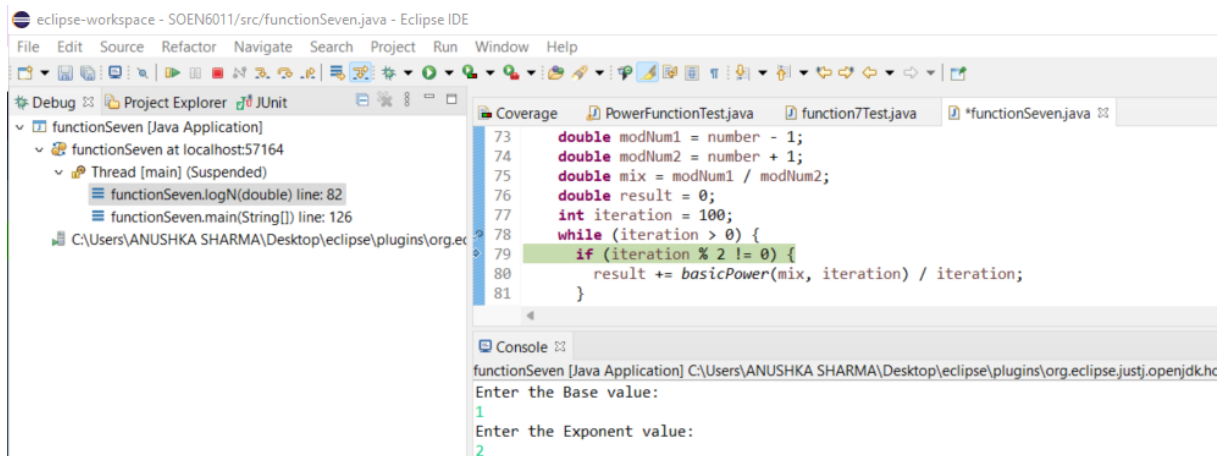 eclipse-workspace - SOEN6011/src/functionSeven.java - Eclipse IDE
File Edit Source Refactor Navigate Search Project Run Window Help
Debug Project Explorer JUnit
functionSeven [Java Application]
functionSeven at localhost:57164
Thread [main] (Suspended)
functionSeven.logN(double) line: 82
functionSeven.main(String[]) line: 126
C:\Users\ANUSHKA SHARMA\Desktop\eclipse\plugins\org.ec
Coverage PowerFunctionTest.java function7Test.java *functionSeven.java
73 double modNum1 = number - 1;
74 double modNum2 = number + 1;
75 double mix = modNum1 / modNum2;
76 double result = 0;
77 int iteration = 100;
78 while (iteration > 0) {
79 if (iteration % 2 != 0) {
80 result += basicPower(mix, iteration) / iteration;
81 }
Console
functionSeven [Java Application] C:\Users\ANUSHKA SHARMA\Desktop\eclipse\plugins\org.eclipse.justj.openjdk.ho
Enter the Base value:
1
Enter the Exponent value:
2